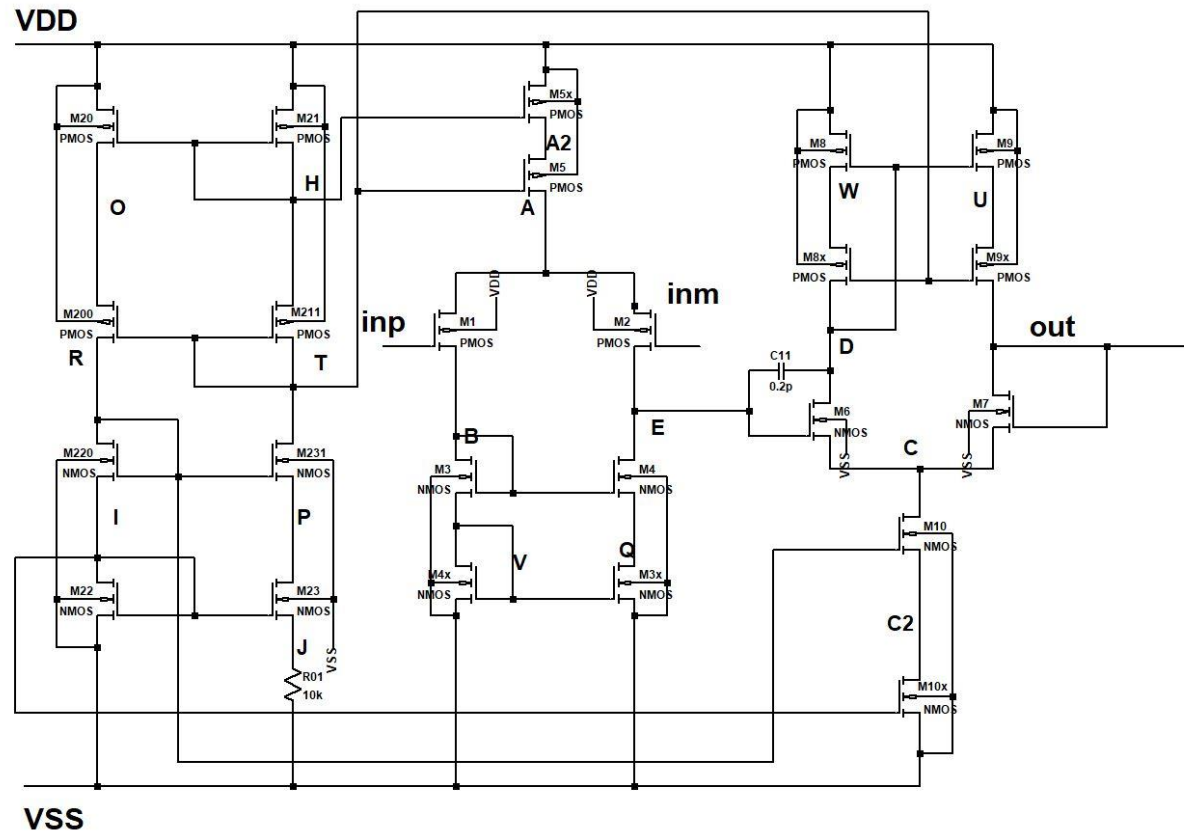 VDD
M20
PMOS
M21
PMOS
M5x
PMOS
A2
M5
PMOS
A
H
O
M8
PMOS
W
M9
PMOS
U
M8x
PMOS
M9x
PMOS
VDD
VDD
inp
M1
PMOS
inm
M2
PMOS
M200
PMOS
R
M211
PMOS
T
out
D
C11
0.2p
M6
NMOS
VSS
M7
NMOS
VSS
C
B
E
M220
NMOS
M231
NMOS
M3
NMOS
M4
NMOS
I
P
V
Q
M10
NMOS
M22
NMOS
M23
NMOS
M4x
NMOS
M3x
NMOS
C2
J
VSS
R01
10k
M10x
NMOS
VSS